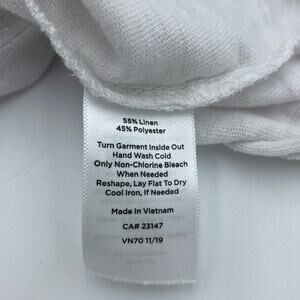 55% Linen
45% Polyester
Turn Garment Inside Out
Hand Wash Cold
Only Non-Chlorine Bleach
When Needed
Reshape, Lay Flat To Dry
Cool Iron, If Needed
Made In Vietnam
CA# 23147
VN70 11/19